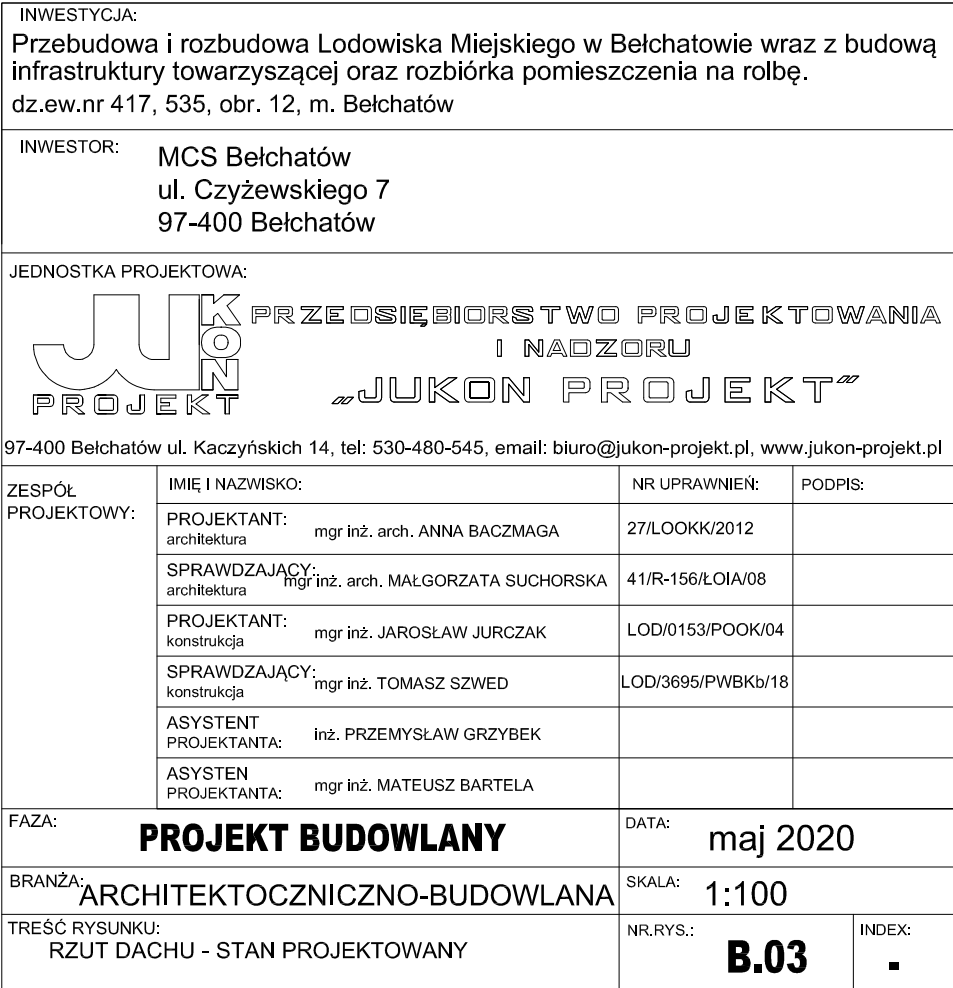 INWESTYCJA:
Przebudowa i rozbudowa Lodowiska Miejskiego w Bełchatowie wraz z budową
infrastruktury towarzyszącej oraz rozbiórka pomieszczenia na rolbę.
dz.ew.nr 417, 535, obr. 12, m. Bełchatów
INWESTOR:
MCS Bełchatów
ul. Czyżewskiego 7
97-400 Bełchatów
JEDNOSTKA PROJEKTOWA:
JU KON
PROJEKT
PRZEDSIĘBIORSTWO PROJEKTOWANIA
I NADZORU
„JUKON PROJEKT”
97-400 Bełchatów ul. Kaczyńskich 14, tel: 530-480-545, email: biuro@jukon-projekt.pl, www.jukon-projekt.pl
ZESPÓŁ
PROJEKTOWY:
IMIĘ I NAZWISKO: NR UPRAWNIEŃ: PODPIS:
PROJEKTANT:
architektura mgr inż. arch. ANNA BACZMAGA 27/LOOKK/2012
SPRAWDZAJĄCY:
architektura mgr inż. arch. MAŁGORZATA SUCHORSKA 41/R-156/ŁOIA/08
PROJEKTANT:
konstrukcja mgr inż. JAROSŁAW JURCZAK LOD/0153/POOK/04
SPRAWDZAJĄCY:
konstrukcja mgr inż. TOMASZ SZWED LOD/3695/PWBKb/18
ASYSTENT
PROJEKTANTA: inż. PRZEMYSŁAW GRZYBEK
ASYSTEN
PROJEKTANTA: mgr inż. MATEUSZ BARTELA
FAZA: PROJEKT BUDOWLANY
DATA: maj 2020
BRANŻA: ARCHITEKTOCZNICZNO-BUDOWLANA
SKALA: 1:100
TREŚĆ RYSUNKU:
RZUT DACHU - STAN PROJEKTOWANY
NR.RYS.: B.03
INDEX: -